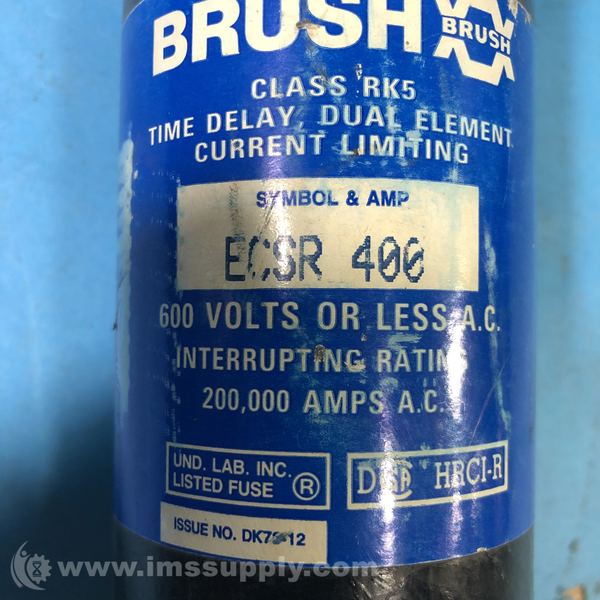 BRUSH
BRUSH
CLASS RK5
TIME DELAY, DUAL ELEMENT
CURRENT LIMITING
SYMBOL & AMP
ECSR 400
600 VOLTS OR LESS A.C.
INTERRUPTING RATING
200,000 AMPS A.C.
UND. LAB. INC.
LISTED FUSE ®
D HRCI-R
ISSUE NO.
www.imssupply.com